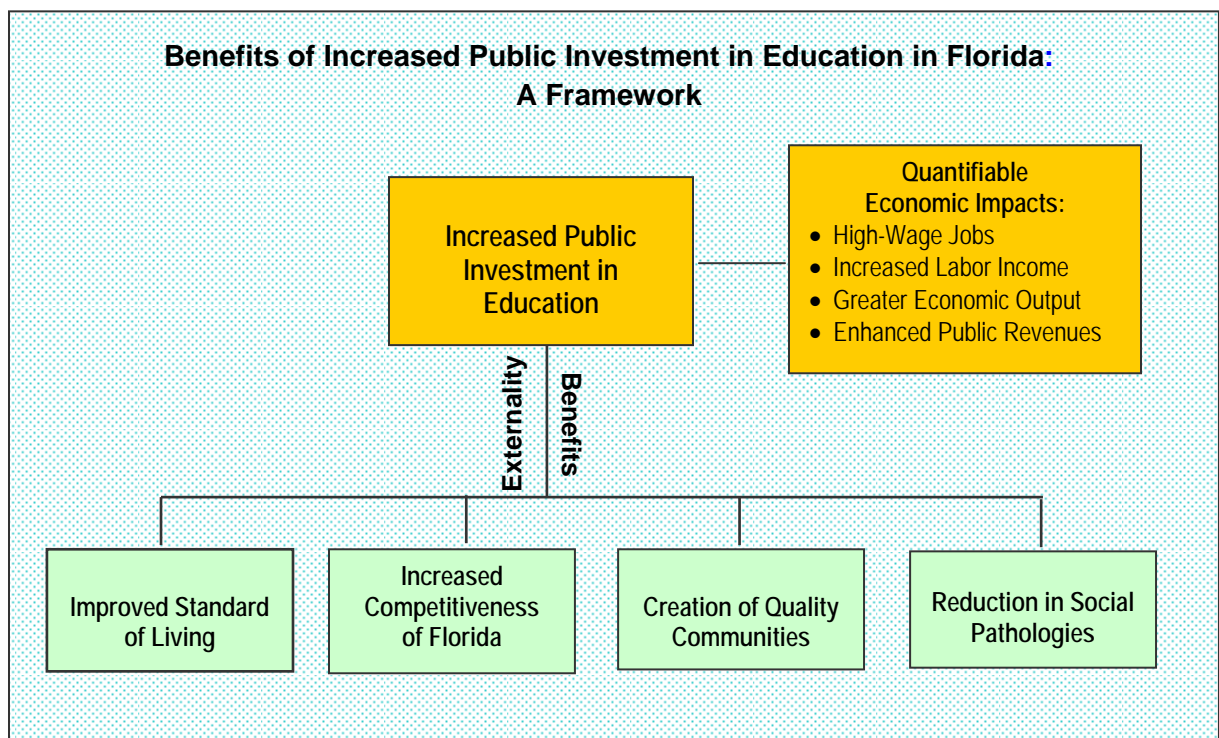 Benefits of Increased Public Investment in Education in Florida:
A Framework
Increased Public
Investment in
Education
Quantifiable
Economic Impacts:
• High-Wage Jobs
• Increased Labor Income
• Greater Economic Output
• Enhanced Public Revenues
Externality
Benefits
Improved Standard
of Living
Increased
Competitiveness
of Florida
Creation of Quality
Communities
Reduction in Social
Pathologies